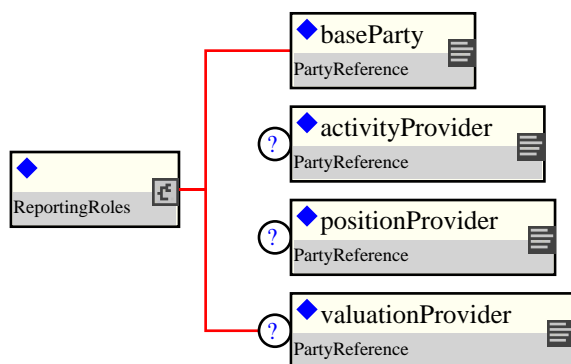 baseParty
PartyReference
?
activityProvider
PartyReference
ReportingRoles
?
positionProvider
PartyReference
?
valuationProvider
PartyReference